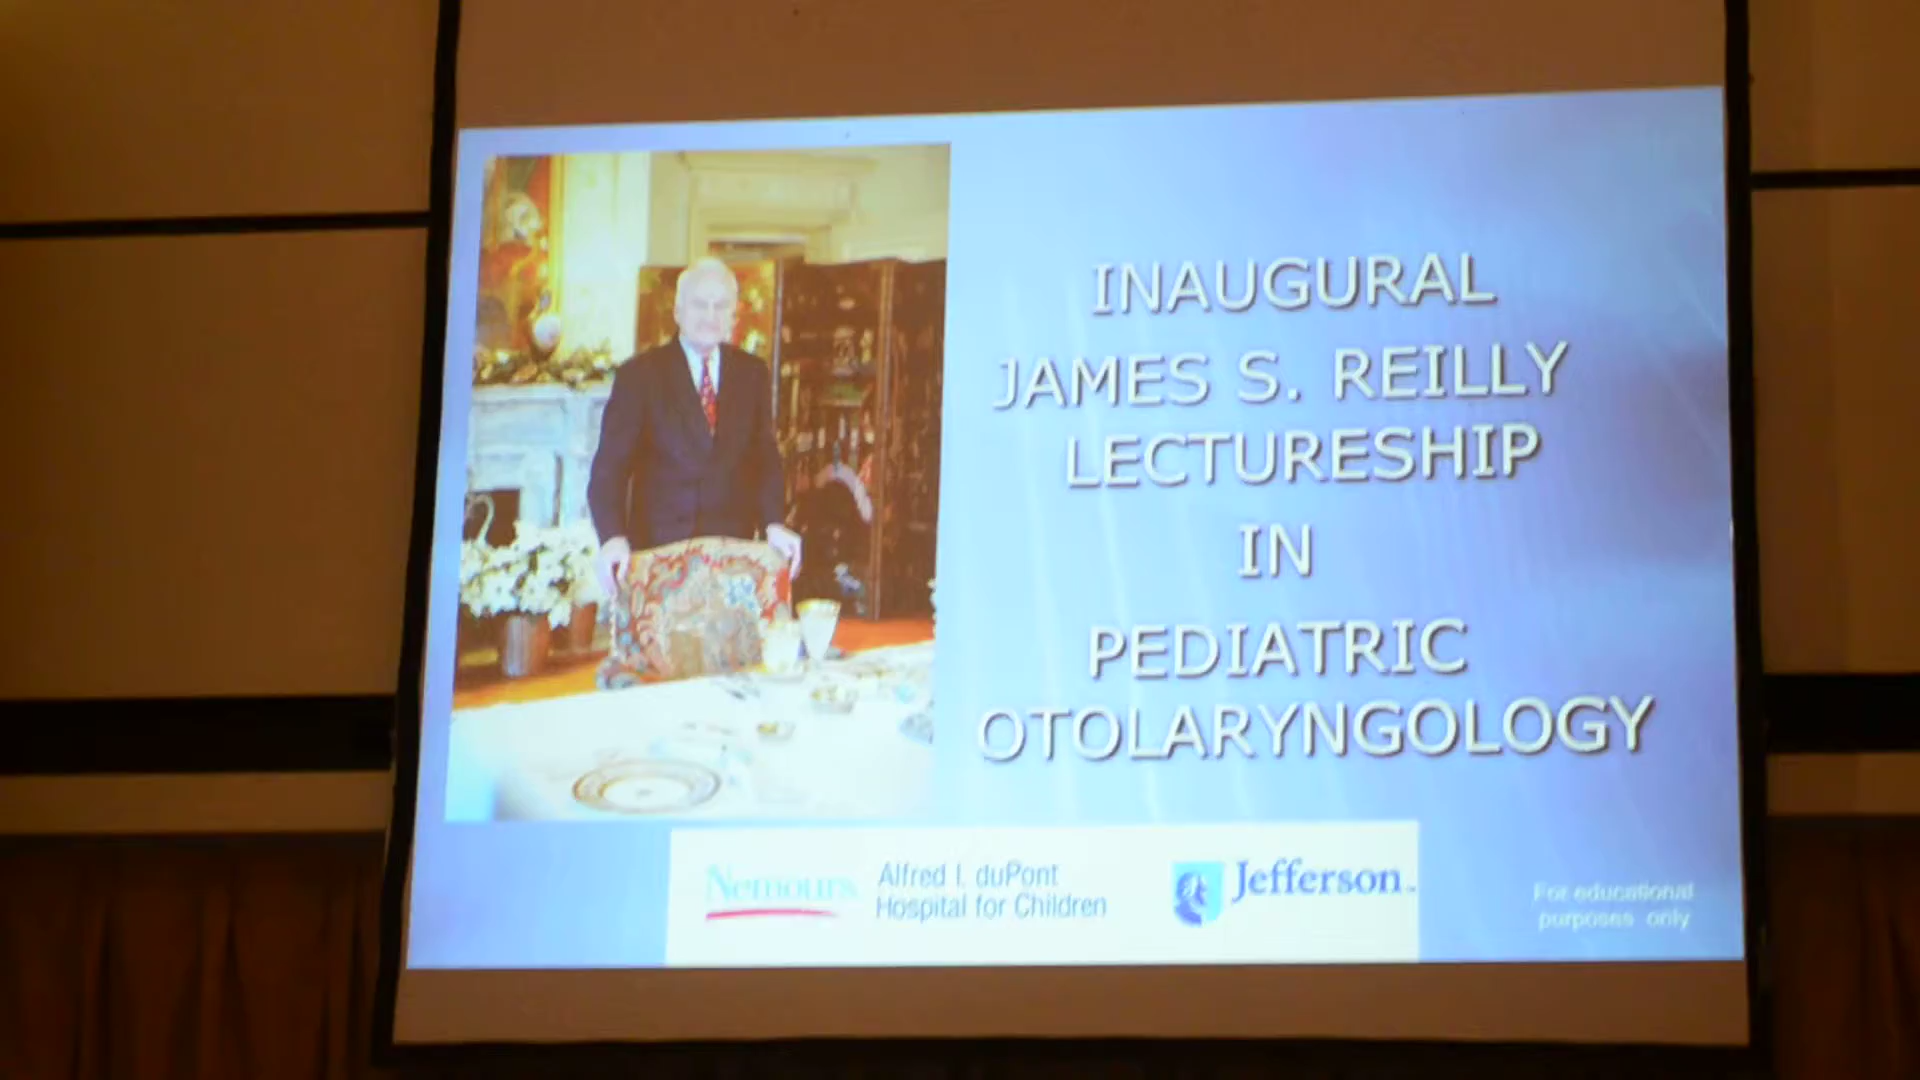 INAUGURAL
JAMES S. REILLY
LECTURESHIP
IN
PEDIATRIC
OTOLARYNGOLOGY
Nemours
Alfred I. duPont
Hospital for Children
Jefferson
For educational
purposes only